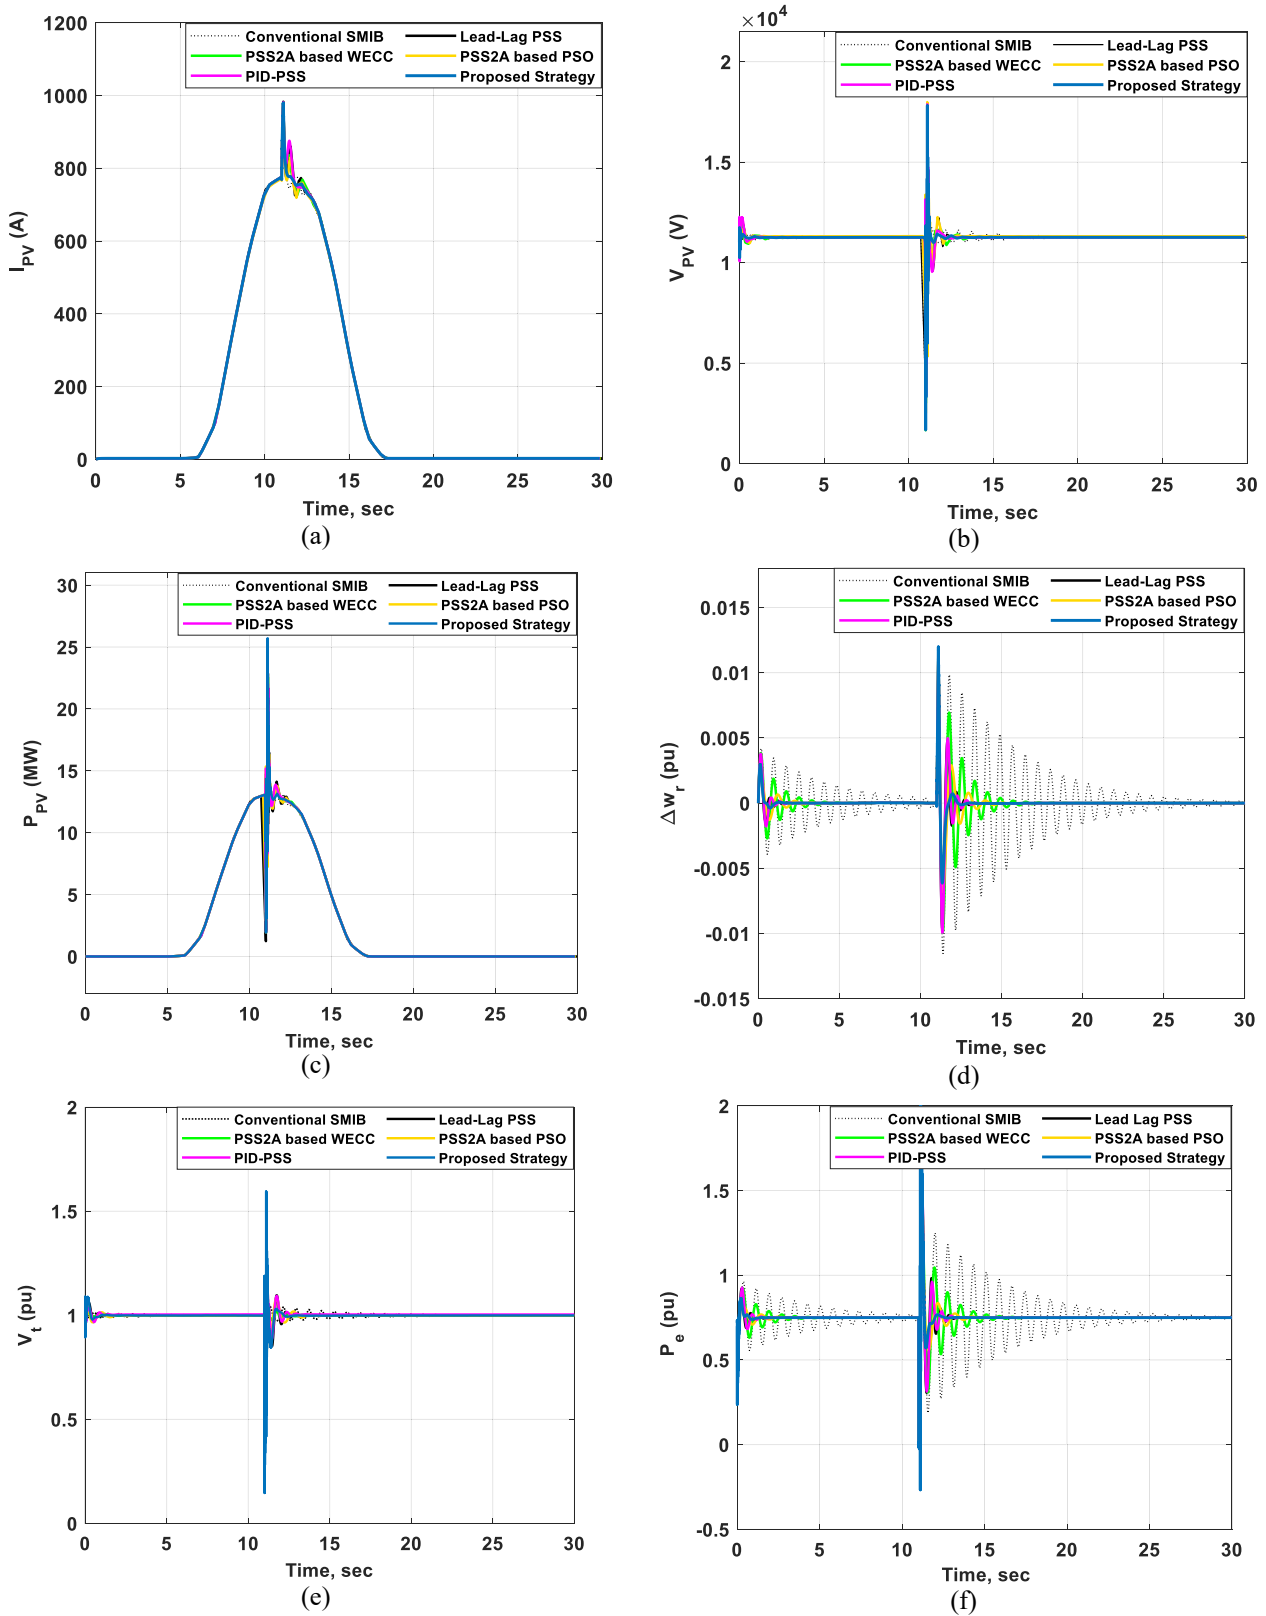 1200
1000
800
600
400
200
0
0 5 10 15 20 25 30
I_PV (A)
Time, sec
Conventional SMIB Lead-Lag PSS
PSS2A based WECC PSS2A based PSO
PID-PSS Proposed Strategy
(a)
×10^4
2
1.5
1
0.5
0
0 5 10 15 20 25 30
V_PV (V)
Time, sec
Conventional SMIB Lead-Lag PSS
PSS2A based WECC PSS2A based PSO
PID-PSS Proposed Strategy
(b)
30
25
20
15
10
5
0
0 5 10 15 20 25 30
P_PV (MW)
Time, sec
Conventional SMIB Lead-Lag PSS
PSS2A based WECC PSS2A based PSO
PID-PSS Proposed Strategy
(c)
0.015
0.01
0.005
0
-0.005
-0.01
-0.015
0 5 10 15 20 25 30
Δw_r (pu)
Time, sec
Conventional SMIB Lead-Lag PSS
PSS2A based WECC PSS2A based PSO
PID-PSS Proposed Strategy
(d)
2
1.5
1
0.5
0
0 5 10 15 20 25 30
V_t (pu)
Time, sec
Conventional SMIB Lead-Lag PSS
PSS2A based WECC PSS2A based PSO
PID-PSS Proposed Strategy
(e)
2
1.5
1
0.5
0
-0.5
0 5 10 15 20 25 30
P_e (pu)
Time, sec
Conventional SMIB Lead Lag PSS
PSS2A based WECC PSS2A based PSO
PID-PSS Proposed Strategy
(f)